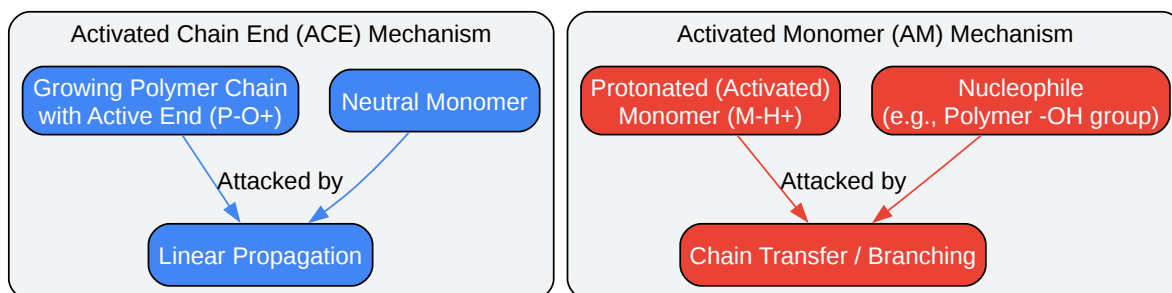 Activated Chain End (ACE) Mechanism
Growing Polymer Chain
with Active End (P-O+)
Neutral Monomer
Attacked by
Linear Propagation
Activated Monomer (AM) Mechanism
Protonated (Activated)
Monomer (M-H+)
Nucleophile
(e.g., Polymer -OH group)
Attacked by
Chain Transfer / Branching